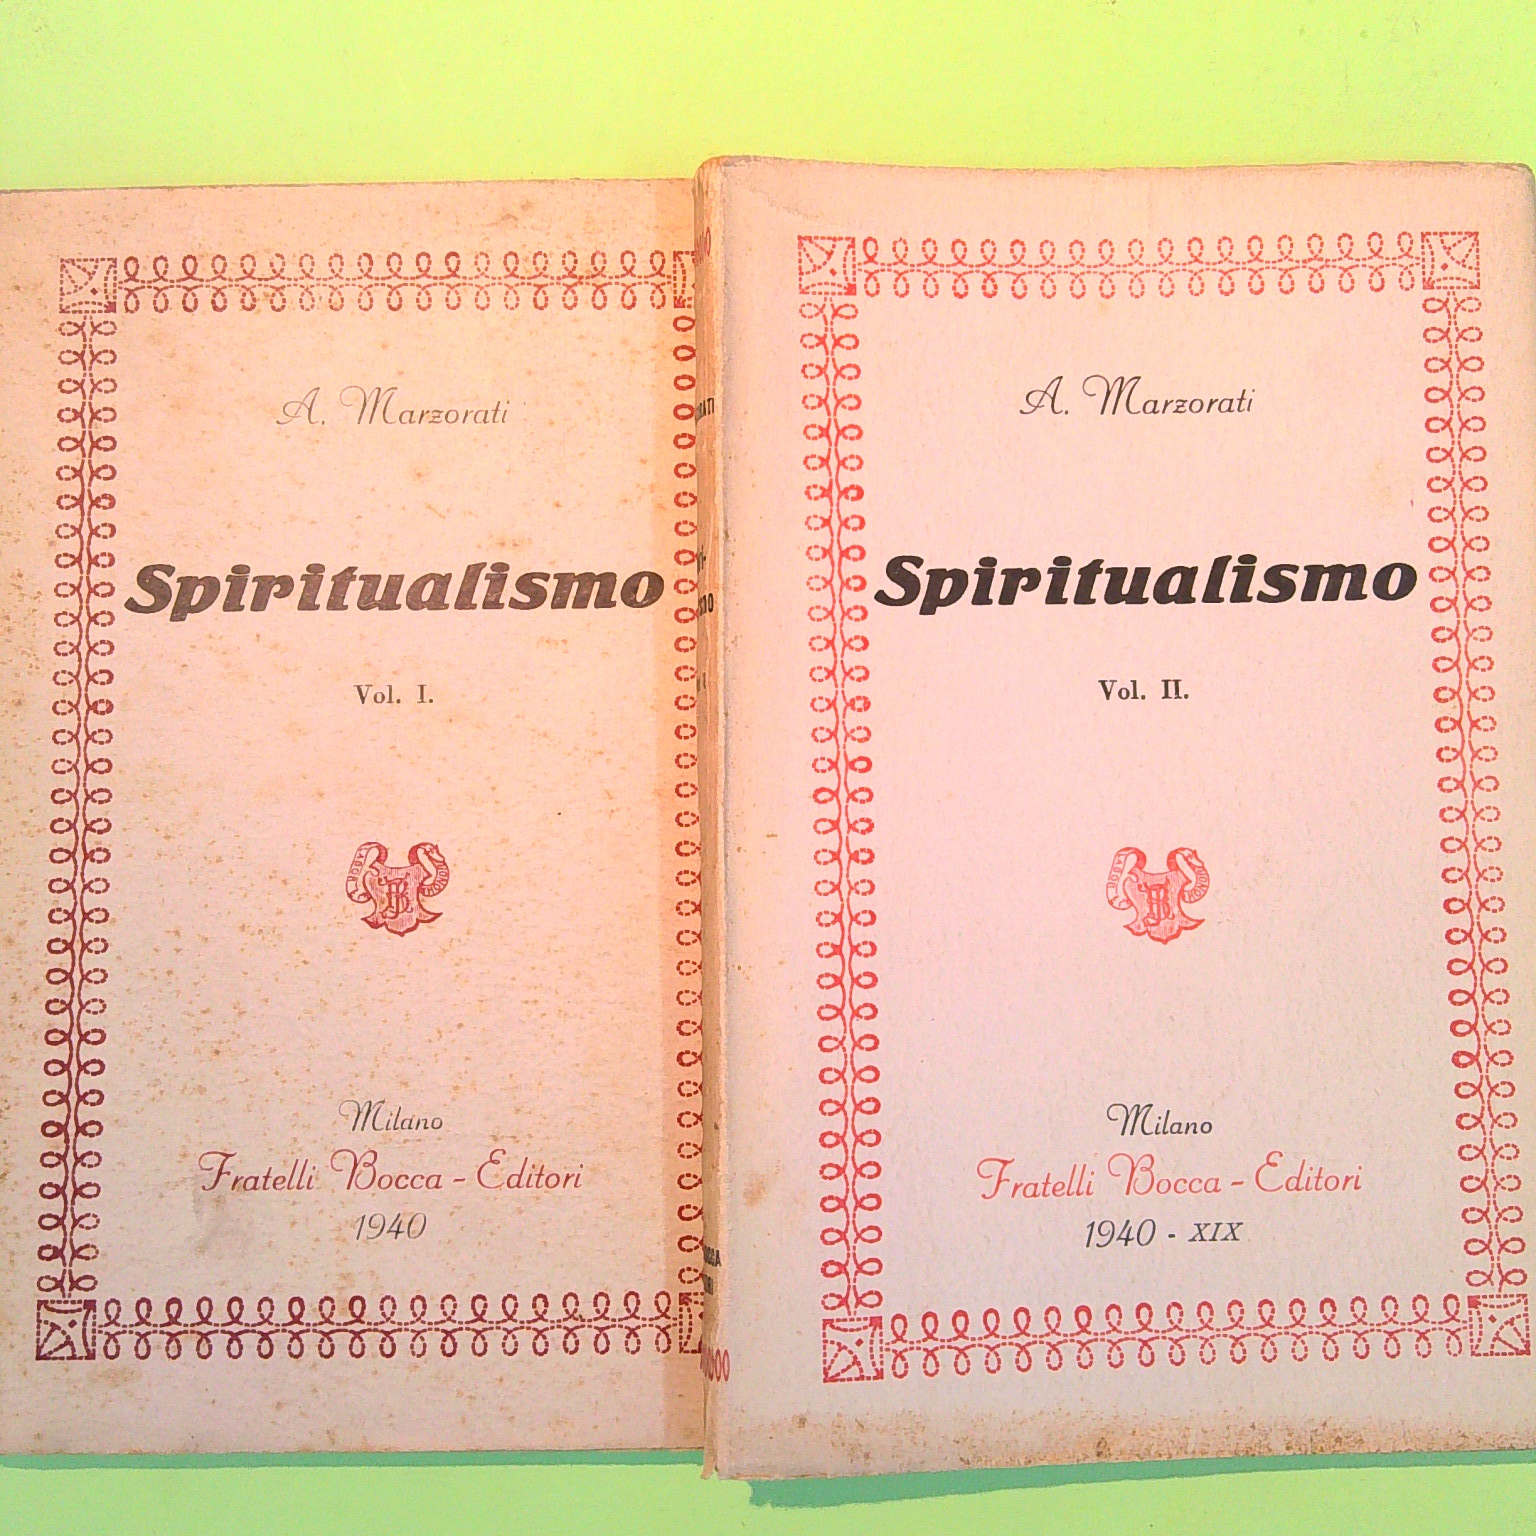 A. Marzorati
Spiritualismo
Vol. I.
Milano
Fratelli Bocca - Editori
1940
A. Marzorati
Spiritualismo
Vol. II.
Milano
Fratelli Bocca - Editori
1940 - XIX